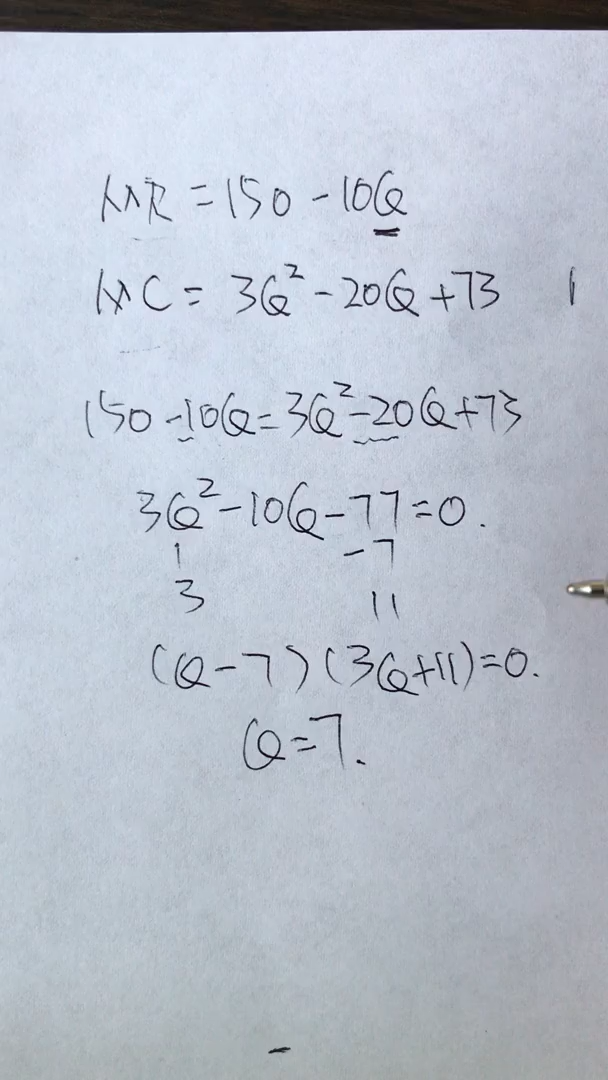 MR = 150 - 10Q
MC = 3Q² - 20Q + 73
150 - 10Q = 3Q² - 20Q + 73
3Q² - 10Q - 77 = 0.
1 -7
3 11
(Q - 7)(3Q + 11) = 0.
Q = 7.